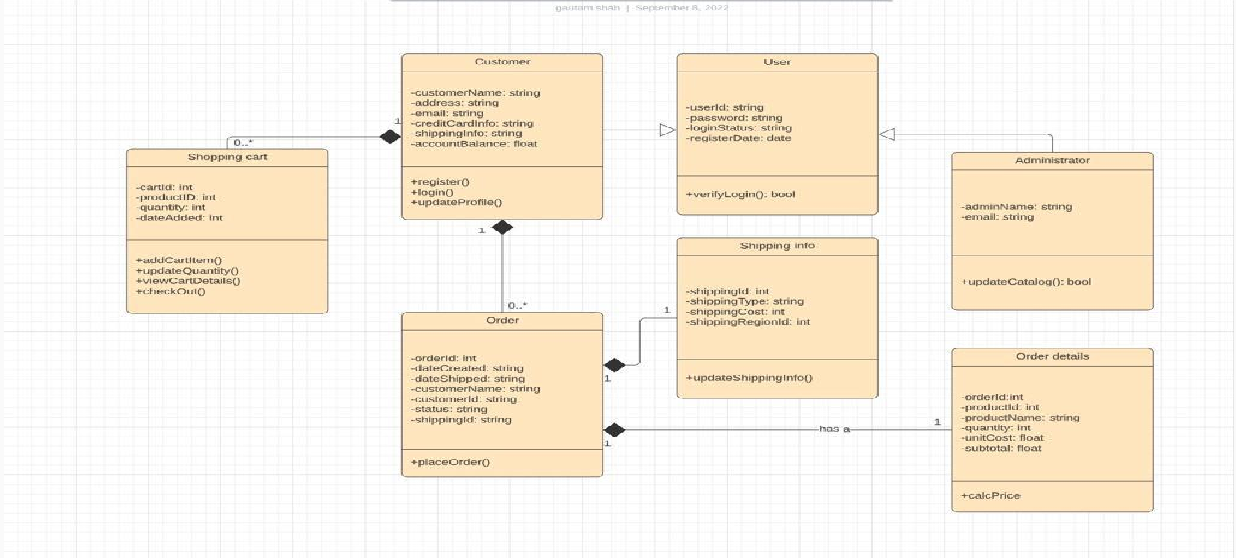 gautam shah | September 6, 2022
Customer
-customerName: string
-address: string
-email: string
-creditCardInfo: string
-shippingInfo: string
-accountBalance: float
+register()
+login()
+updateProfile()
User
-userId: string
-password: string
-loginStatus: string
-registerDate: date
+verifyLogin(): bool
1
0..*
Shopping cart
-cartId: int
-productID: int
-quantity: int
-dateAdded: int
+addCartItem()
+updateQuantity()
+viewCartDetails()
+checkOut()
Administrator
-adminName: string
-email: string
+updateCatalog(): bool
1
0..*
Shipping info
-shippingId: int
-shippingType: string
-shippingCost: int
-shippingRegionId: int
+updateShippingInfo()
1
1
Order
-orderId: int
-dateCreated: string
-dateShipped: string
-customerName: string
-customerId: string
-status: string
-shippingId: string
+placeOrder()
1
has a
1
Order details
-orderId:int
-productId: int
-productName: string
-quantity: int
-unitCost: float
-subtotal: float
+calcPrice